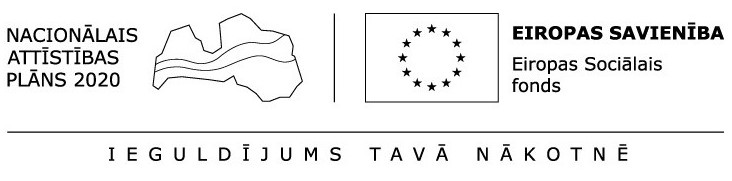 NACIONĀLAIS
ATTĪSTĪBAS
PLĀNS 2020
EIROPAS SAVIENĪBA
Eiropas Sociālais
fonds
IEGULDĪJUMS TAVĀ NĀKOTNĒ